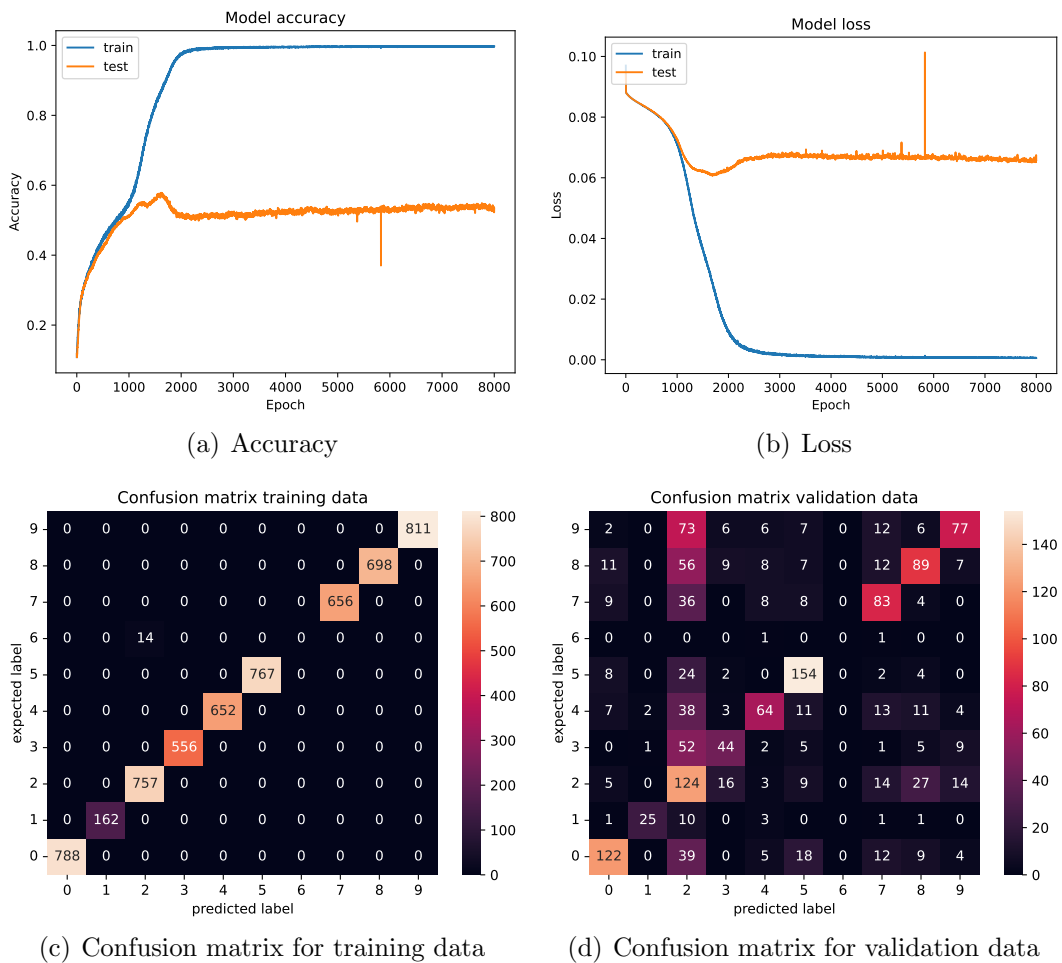 Model accuracy
train
test
1.0
0.8
0.6
0.4
0.2
Accuracy
0 1000 2000 3000 4000 5000 6000 7000 8000
Epoch
(a) Accuracy
Model loss
train
test
0.10
0.08
0.06
0.04
0.02
0.00
Loss
0 1000 2000 3000 4000 5000 6000 7000 8000
Epoch
(b) Loss
Confusion matrix training data
expected label
9 0 0 0 0 0 0 0 0 0 811
8 0 0 0 0 0 0 0 0 698 0
7 0 0 0 0 0 0 0 656 0 0
6 0 0 14 0 0 0 0 0 0 0
5 0 0 0 0 0 767 0 0 0 0
4 0 0 0 0 652 0 0 0 0 0
3 0 0 0 556 0 0 0 0 0 0
2 0 0 757 0 0 0 0 0 0 0
1 0 162 0 0 0 0 0 0 0 0
0 788 0 0 0 0 0 0 0 0 0
0 1 2 3 4 5 6 7 8 9
predicted label
800
700
600
500
400
300
200
100
0
(c) Confusion matrix for training data
Confusion matrix validation data
expected label
9 2 0 73 6 6 7 0 12 6 77
8 11 0 56 9 8 7 0 12 89 7
7 9 0 36 0 8 8 0 83 4 0
6 0 0 0 0 1 0 0 1 0 0
5 8 0 24 2 0 154 0 2 4 0
4 7 2 38 3 64 11 0 13 11 4
3 0 1 52 44 2 5 0 1 5 9
2 5 0 124 16 3 9 0 14 27 14
1 1 25 10 0 3 0 0 1 1 0
0 122 0 39 0 5 18 0 12 9 4
0 1 2 3 4 5 6 7 8 9
predicted label
140
120
100
80
60
40
20
0
(d) Confusion matrix for validation data